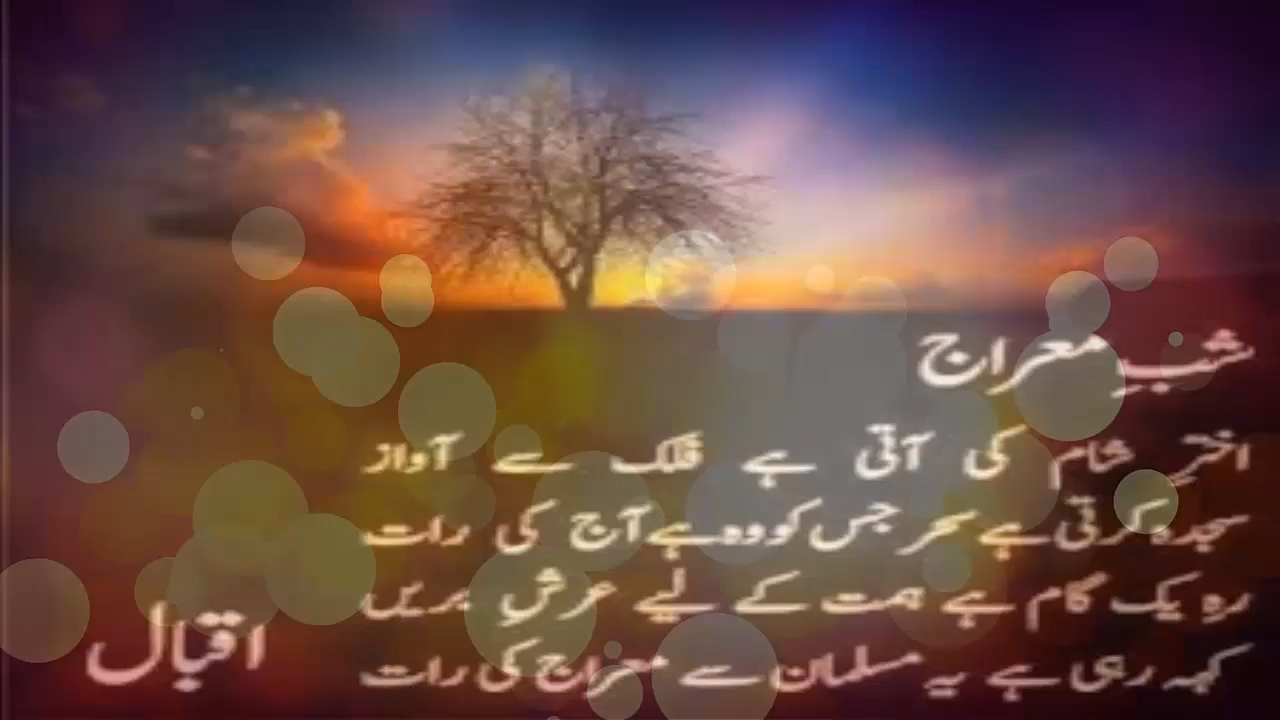 شبِ معراج
اخترِ شام کی آتی ہے فلک سے آواز
سجدہ کرتی ہے سحر جس کو وہ ہے آج کی رات
رہِ یک گام ہے ہمت کے لیے عرشِ بریں
کہہ رہی ہے یہ مسلمان سے معراج کی رات
اقبال